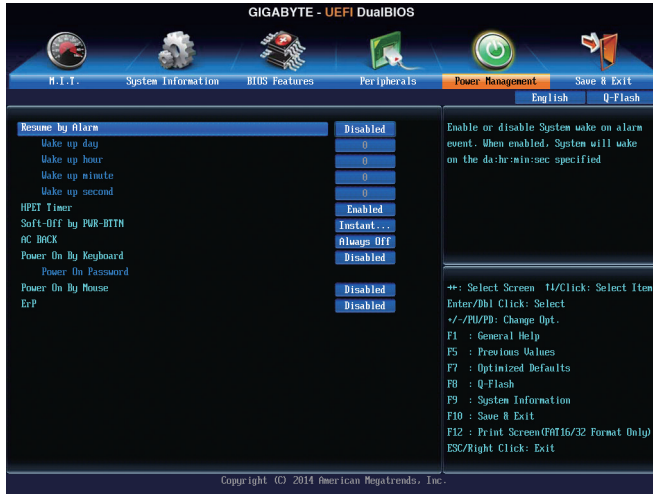 GIGABYTE - UEFI DualBIOS
M.I.T. System Information BIOS Features Peripherals Power Management Save & Exit
English Q-Flash
Resume by Alarm Disabled
Wake up day 0
Wake up hour 0
Wake up minute 0
Wake up second 0
HPET Timer Enabled
Soft-Off by PWR-BTTN Instant...
AC BACK Always Off
Power On By Keyboard Disabled
Power On Password
Power On By Mouse Disabled
ErP Disabled
Enable or disable System wake on alarm
event. When enabled, System will wake
on the da:hr:min:sec specified
→←: Select Screen ↑↓/Click: Select Item
Enter/Dbl Click: Select
+/-/PU/PD: Change Opt.
F1 : General Help
F5 : Previous Values
F7 : Optimized Defaults
F8 : Q-Flash
F9 : System Information
F10 : Save & Exit
F12 : Print Screen(FAT16/32 Format Only)
ESC/Right Click: Exit
Copyright (C) 2014 American Megatrends, Inc.